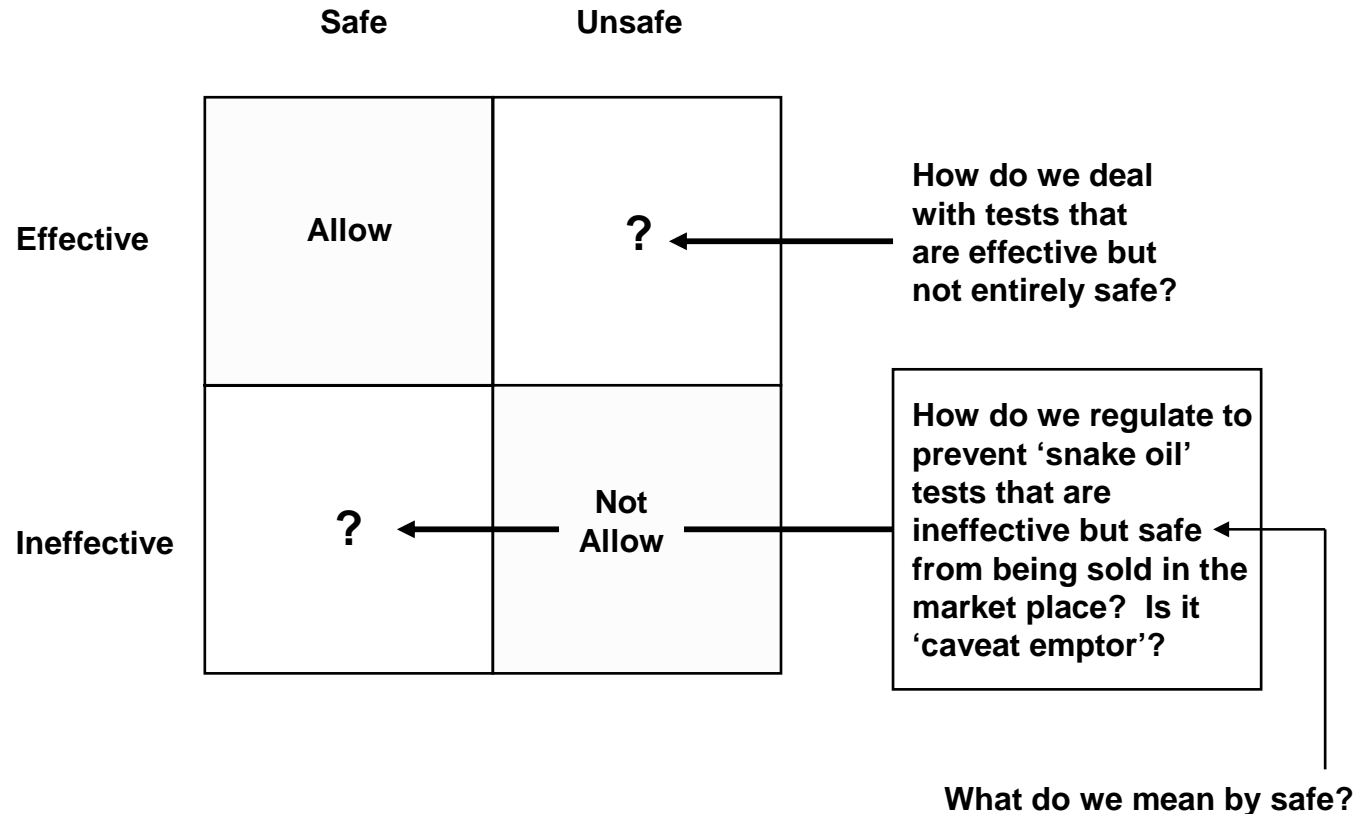 Safe Unsafe
Effective
Allow
?
How do we deal
with tests that
are effective but
not entirely safe?
Ineffective
?
Not
Allow
How do we regulate to
prevent ‘snake oil’
tests that are
ineffective but safe
from being sold in the
market place? Is it
‘caveat emptor’?
What do we mean by safe?